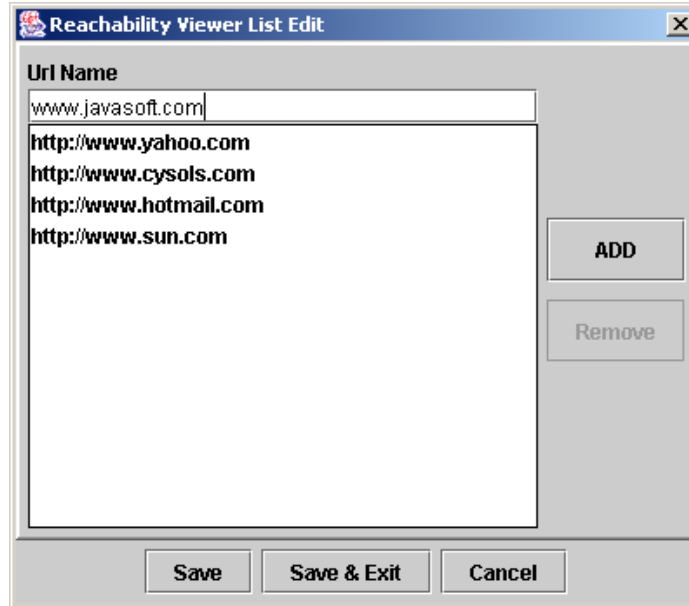 Reachability Viewer List Edit
Url Name
www.javasoft.com
http://www.yahoo.com
http://www.cysols.com
http://www.hotmail.com
http://www.sun.com
ADD
Remove
Save
Save & Exit
Cancel